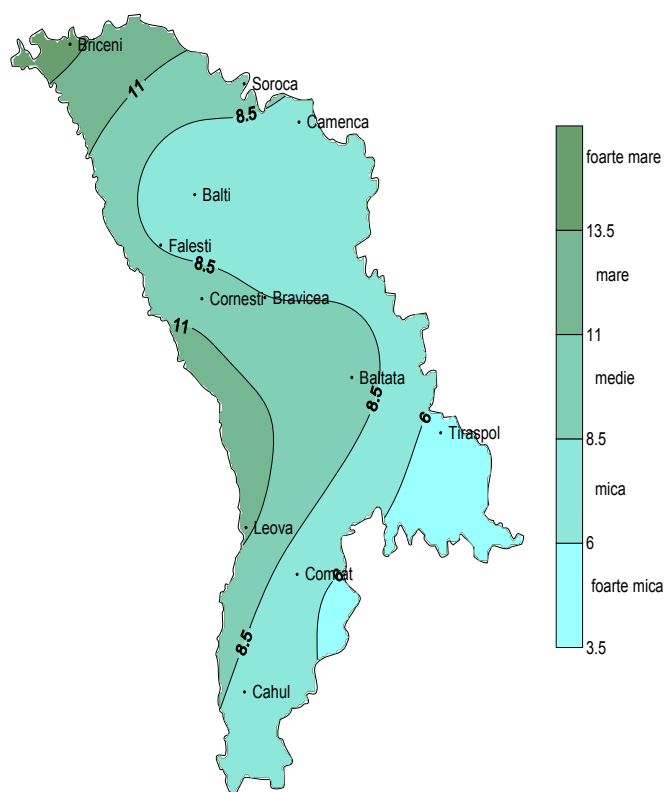 Briceni
11
Soroca
8.5
Camenca
foarte mare
Balti
13.5
Falesti
8.5
mare
Cornesti
Bravicea
11
11
medie
Baltata
8.5
6
Tiraspol
8.5
mica
Leova
6
Comrat
6
foarte mica
8.5
3.5
Cahul